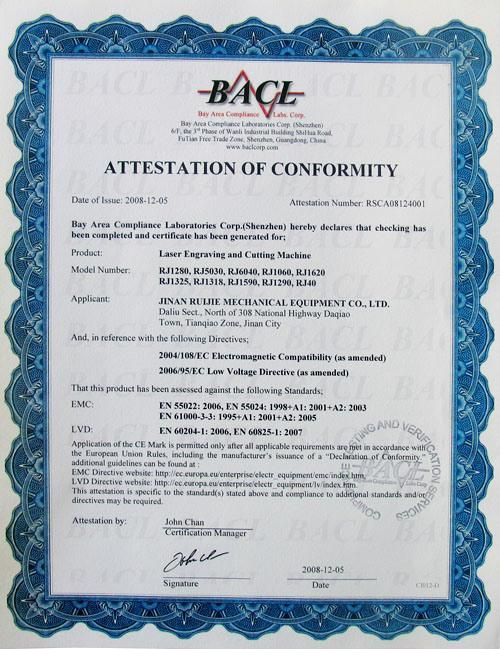 BACL
Bay Area Compliance Labs. Corp.
Bay Area Compliance Laboratories Corp. (Shenzhen)
6/F, the 3rd Phase of Wanli Industrial Building ShiHua Road,
FuTian Free Trade Zone, Shenzhen, Guangdong, China
www.baclcorp.com
ATTESTATION OF CONFORMITY
Date of Issue: 2008-12-05 Attestation Number: RSCA08124001
Bay Area Compliance Laboratories Corp.(Shenzhen) hereby declares that checking has
been completed and certificate has been generated for;
Product: Laser Engraving and Cutting Machine
Model Number: RJ1280, RJ5030, RJ6040, RJ1060, RJ1620
RJ1325, RJ1318, RJ1590, RJ1290, RJ40
Applicant: JINAN RUIJIE MECHANICAL EQUIPMENT CO., LTD.
Daliu Sect., North of 308 National Highway Daqiao
Town, Tianqiao Zone, Jinan City
And, in reference with the following Directives;
2004/108/EC Electromagnetic Compatibility (as amended)
2006/95/EC Low Voltage Directive (as amended)
That this product has been assessed against the following Standards;
EMC: EN 55022: 2006, EN 55024: 1998+A1: 2001+A2: 2003
EN 61000-3-3: 1995+A1: 2001+A2: 2005
LVD: EN 60204-1: 2006, EN 60825-1: 2007
Application of the CE Mark is permitted only after all applicable requirements are met in accordance with
the European Union Rules, including the manufacturer's issuance of a "Declaration of Conformity"
additional guidelines can be found at :
EMC Directive website: http://ec.europa.eu/enterprise/electr_equipment/emc/index.htm.
LVD Directive website: http://ec.europa.eu/enterprise/electr_equipment/lv/index.htm.
This attestation is specific to the standard(s) stated above and compliance to additional standards and/or
directives may be required.
COMPLIANCE TESTING AND VERIFICATION SERVICES
BACL
Attestation by: John Chan
Certification Manager
John C
2008-12-05
Signature Date
CB12-D